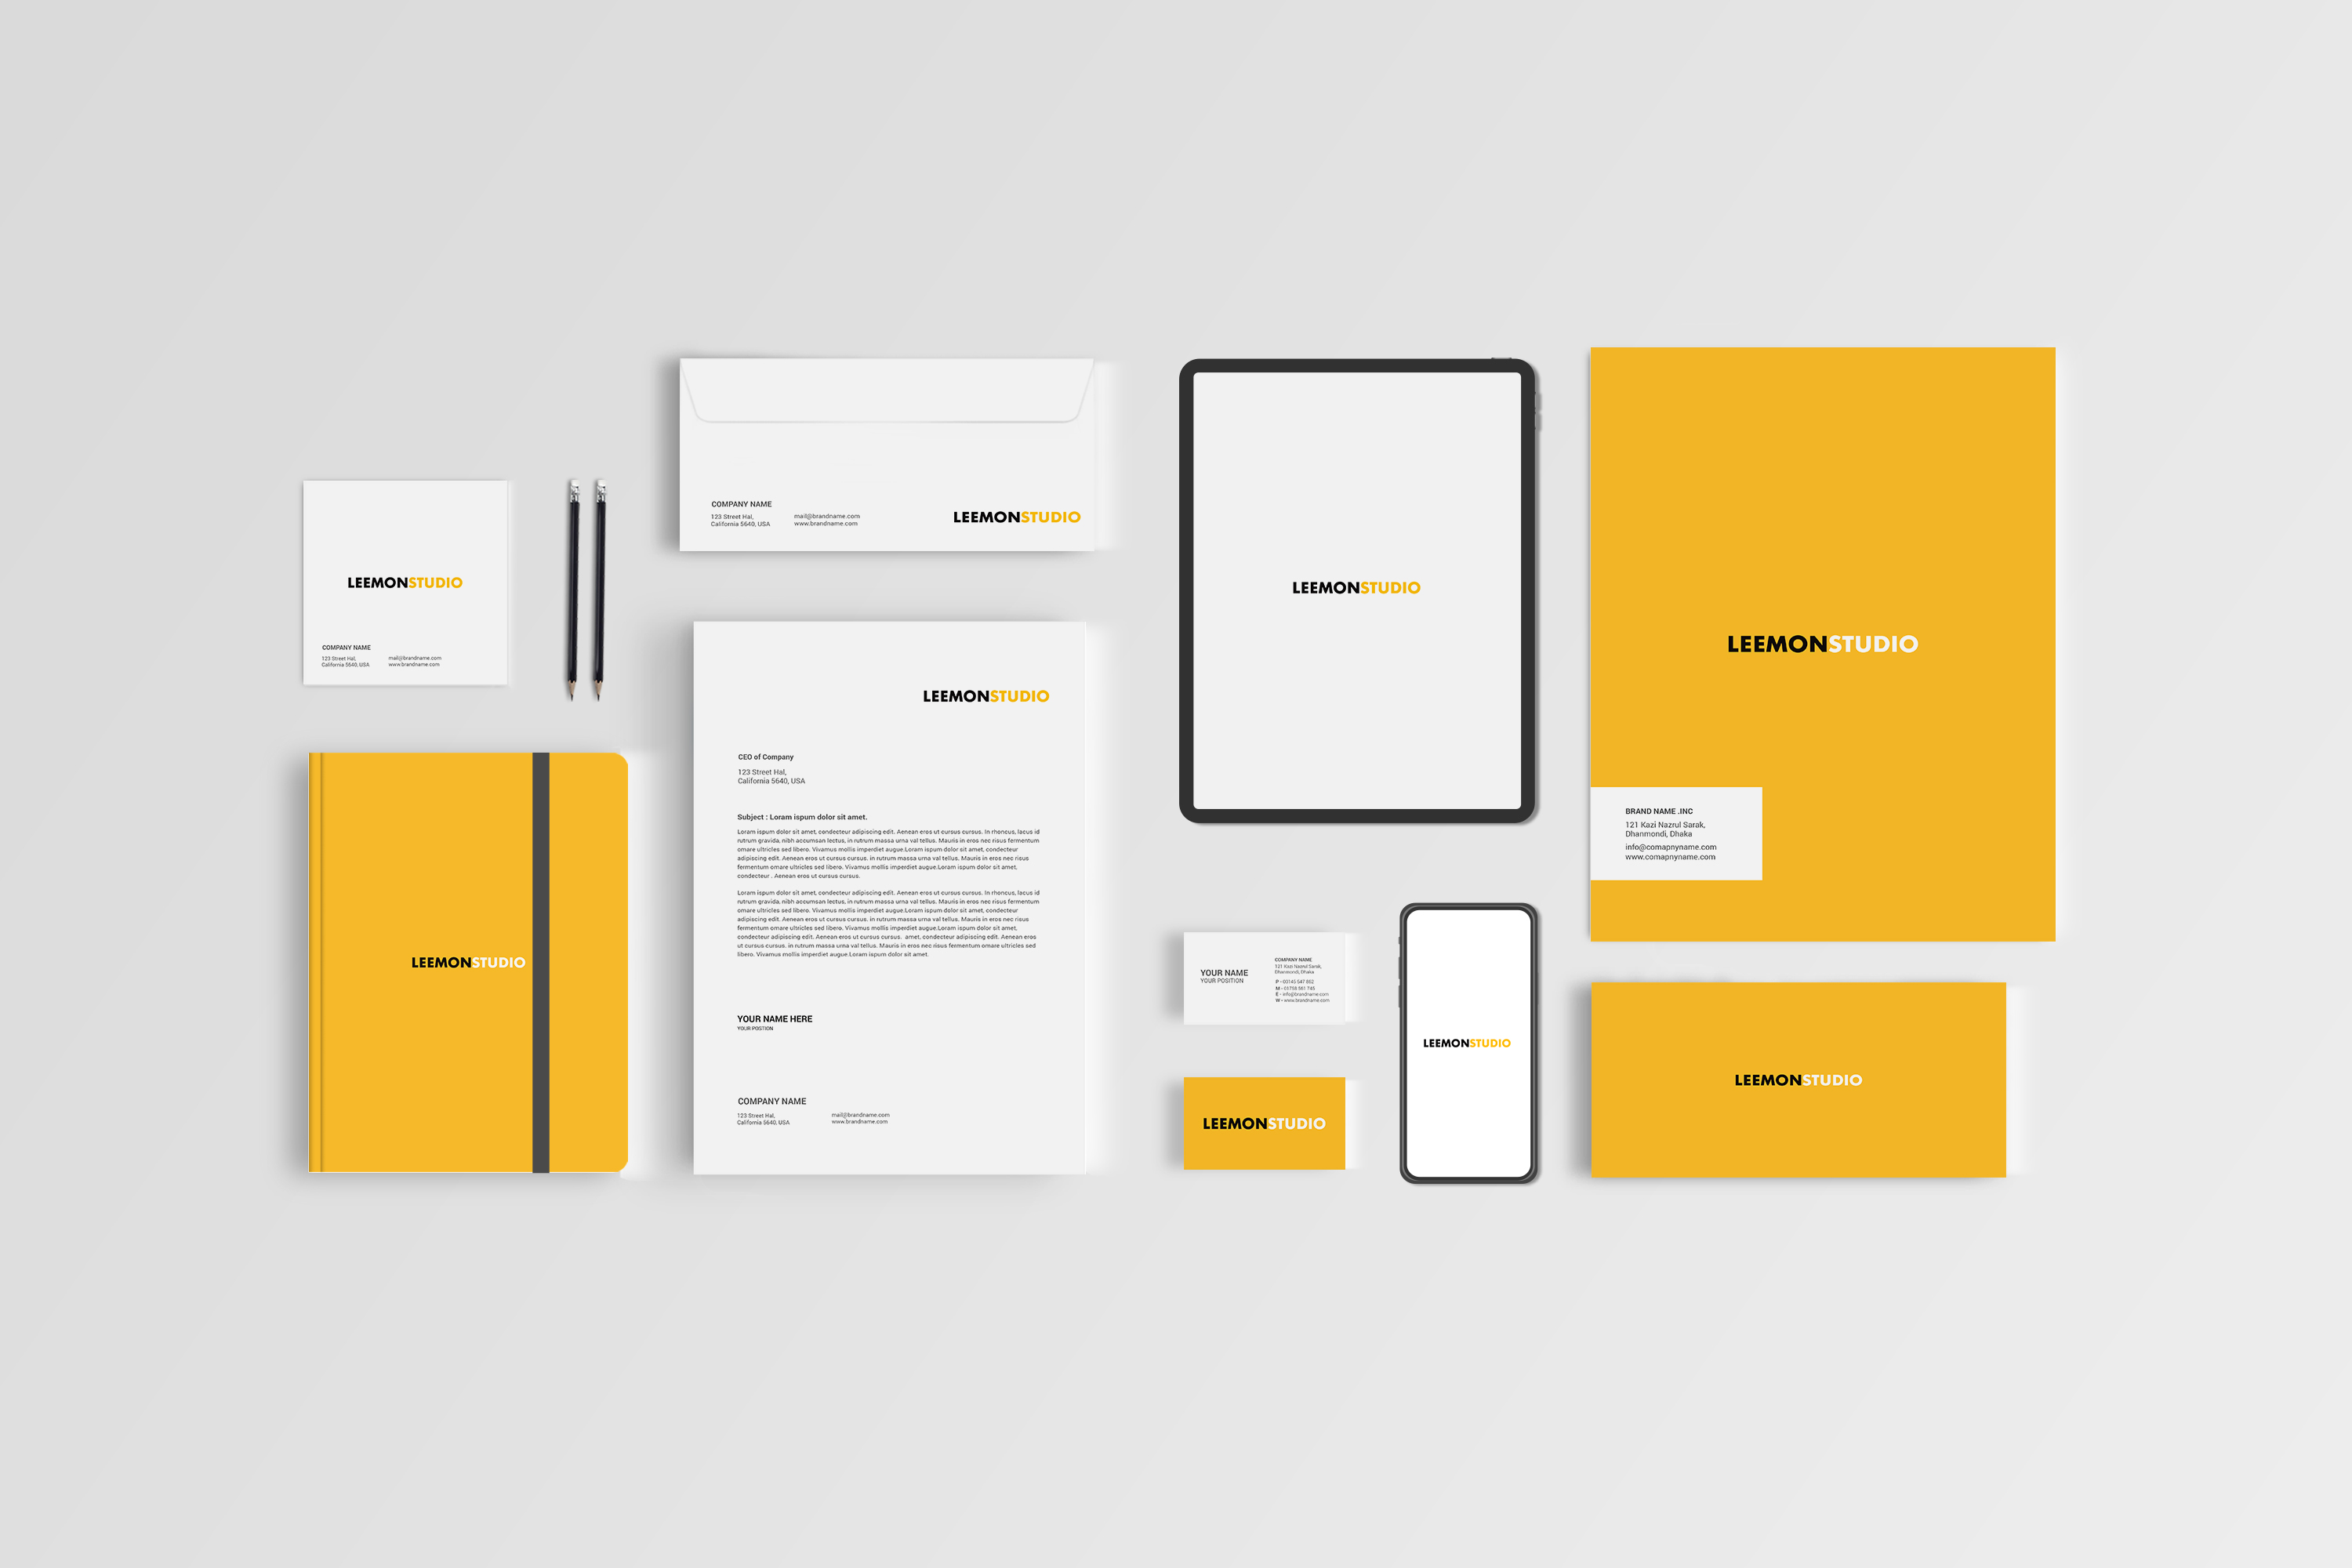 LEEMONSTUDIO
COMPANY NAME
123 Street Hal,
California 5640, USA
mail@brandname.com
www.brandname.com
LEEMONSTUDIO
COMPANY NAME
123 Street Hal,
California 5640, USA
mail@brandname.com
www.brandname.com
LEEMONSTUDIO
LEEMONSTUDIO
CEO of Company
123 Street Hal,
California 5640, USA
Subject : Loram ispum dolor sit amet.
Loram ispum dolor sit amet, condecteur adipiscing edit. Aenean eros ut cursus cursus. In rhoncus, lacus id
rutrum gravida, nibh accumsan lectus, in rutrum massa urna val tellus. Mauris in eros nec risus fermentum
ornare ultricles sed libero. Vivamus mollis imperdiet augue.Loram ispum dolor sit amet, condecteur
adipiscing edit. Aenean eros ut cursus cursus. in rutrum massa urna val tellus. Mauris in eros nec risus
fermentum ornare ultricles sed libero. Vivamus mollis imperdiet augue.Loram ispum dolor sit amet,
condecteur . Aenean eros ut cursus cursus.
Loram ispum dolor sit amet, condecteur adipiscing edit. Aenean eros ut cursus cursus. In rhoncus, lacus id
rutrum gravida, nibh accumsan lectus, in rutrum massa urna val tellus. Mauris in eros nec risus fermentum
ornare ultricles sed libero. Vivamus mollis imperdiet augue.Loram ispum dolor sit amet, condecteur
adipiscing edit. Aenean eros ut cursus cursus. in rutrum massa urna val tellus. Mauris in eros nec risus
fermentum ornare ultricles sed libero. Vivamus mollis imperdiet augue.Loram ispum dolor sit amet,
condecteur adipiscing edit. Aenean eros ut cursus cursus. amet, condecteur adipiscing edit. Aenean eros
ut cursus cursus. in rutrum massa urna val tellus. Mauris in eros nec risus fermentum ornare ultricles sed
libero. Vivamus mollis imperdiet augue.Loram ispum dolor sit amet.
YOUR NAME HERE
YOUR POSTION
COMPANY NAME
123 Street Hal,
California 5640, USA
mail@brandname.com
www.brandname.com
LEEMONSTUDIO
LEEMONSTUDIO
YOUR NAME
YOUR POSITION
COMPANY NAME
121 Kazi Nazrul Sarak,
Dhanmondi, Dhaka
P - 00145 547 862
M - 01758 561 745
E - info@brandname.com
W - www.brandname.com
LEEMONSTUDIO
LEEMONSTUDIO
LEEMONSTUDIO
BRAND NAME .INC
121 Kazi Nazrul Sarak,
Dhanmondi, Dhaka
info@comapnyname.com
www.comapnyname.com
LEEMONSTUDIO